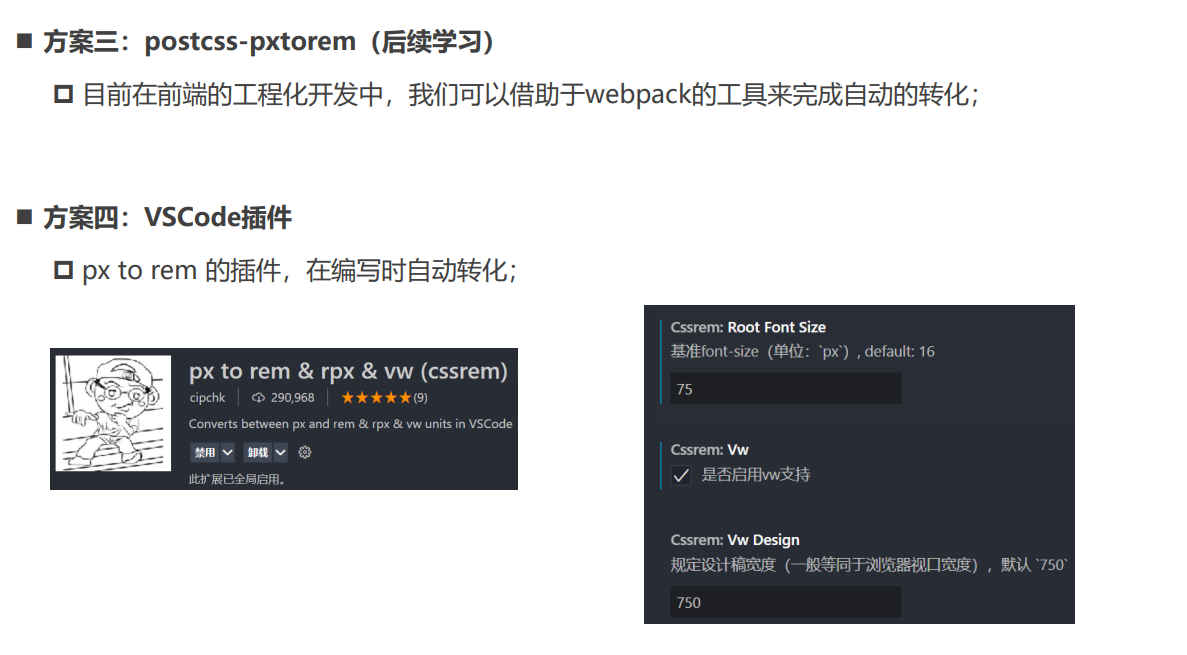 方案三：postcss-pxtorem（后续学习）
目前在前端的工程化开发中，我们可以借助于webpack的工具来完成自动的转化；
方案四：VSCode插件
px to rem 的插件，在编写时自动转化；
px to rem & rpx & vw (cssrem)
cipchk 290,968 ★★★★★(9)
Converts between px and rem & rpx & vw units in VSCode
禁用 卸载
此扩展已全局启用。
Cssrem: Root Font Size
基准font-size（单位：`px`）, default: 16
75
Cssrem: Vw
是否启用vw支持
Cssrem: Vw Design
规定设计稿宽度（一般等同于浏览器视口宽度），默认 `750`
750